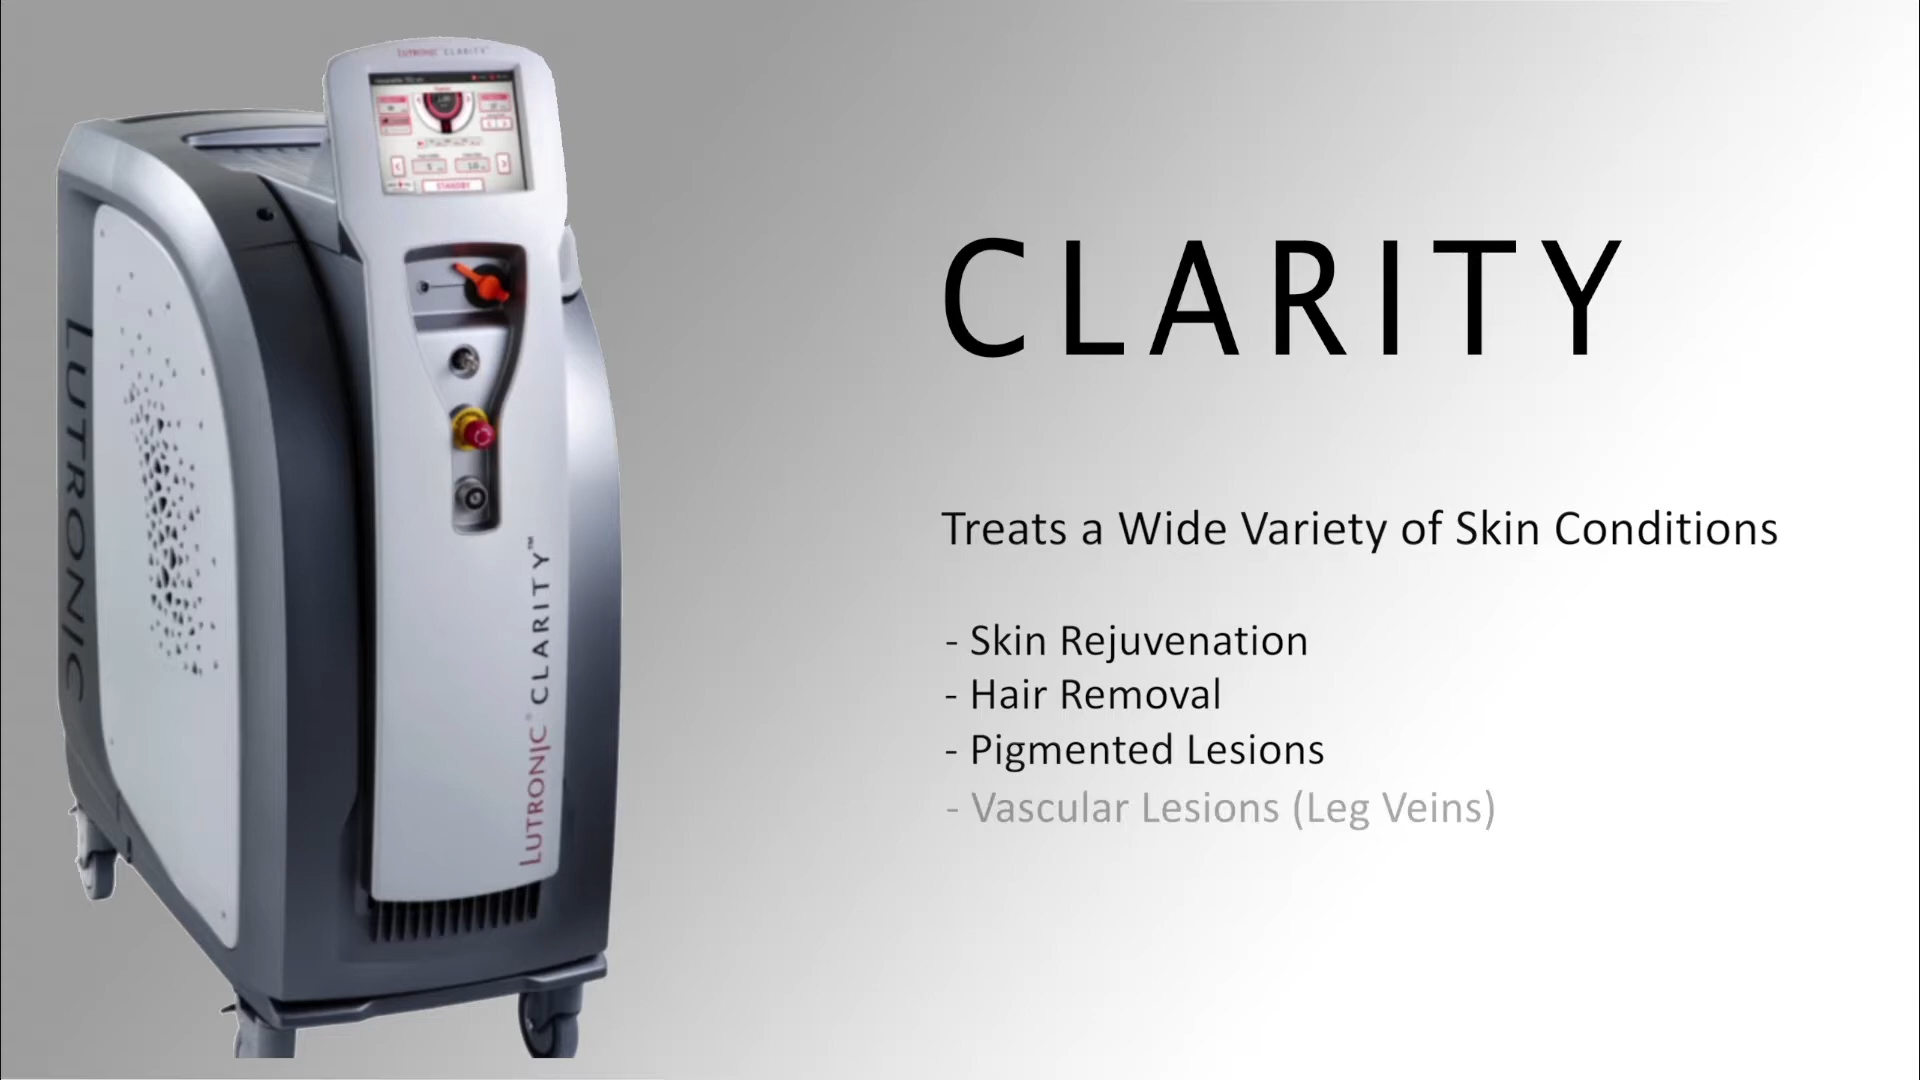 LUTRONIC CLARITY
STANDBY
LUTRONIC
LUTRONIC® CLARITY™
CLARITY
Treats a Wide Variety of Skin Conditions
- Skin Rejuvenation
- Hair Removal
- Pigmented Lesions
- Vascular Lesions (Leg Veins)